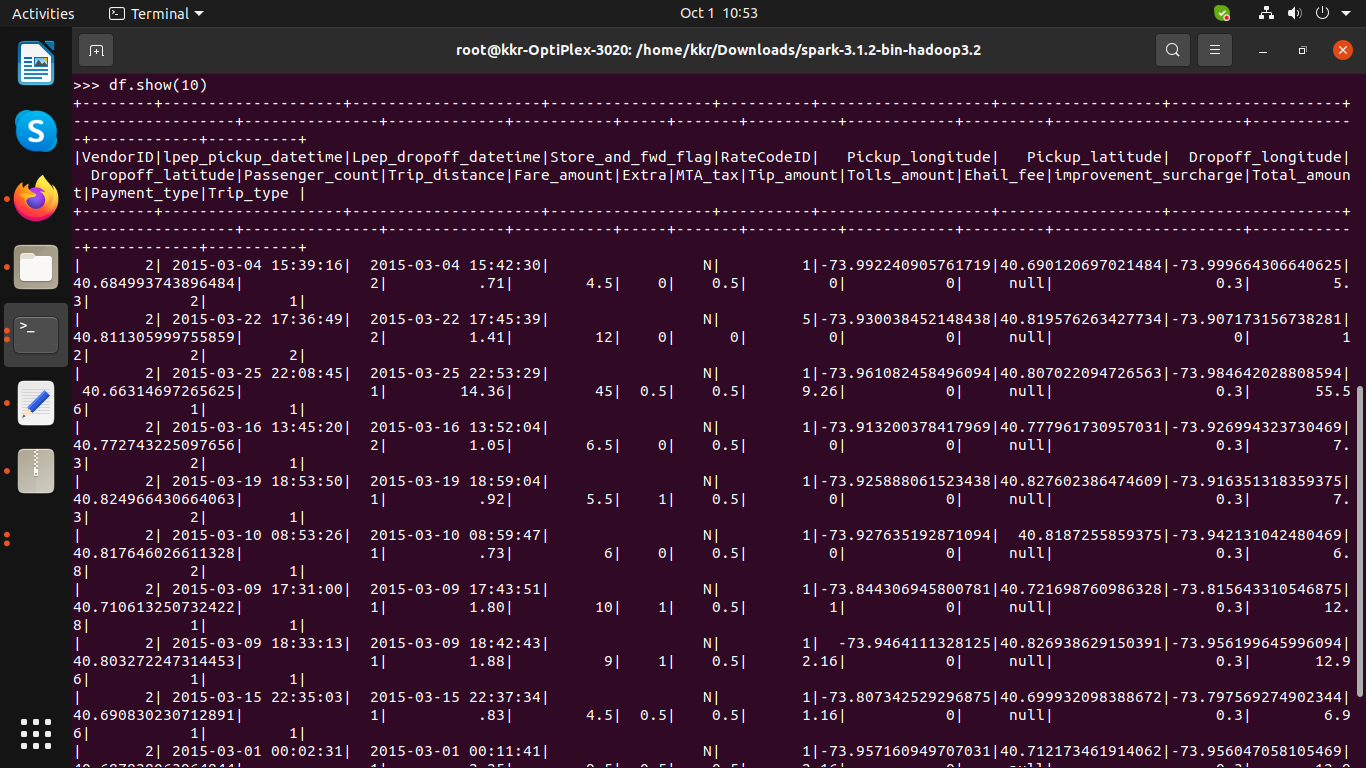 Activities
Terminal
Oct 1 10:53
root@kkr-OptiPlex-3020: /home/kkr/Downloads/spark-3.1.2-bin-hadoop3.2
>>> df.show(10)
+--------+--------------------+---------------------+------------------+----------+-------------------+------------------+-------------------+
------------------+---------------+-------------+-----------+-----+-------+----------+------------+---------+---------------------+-----------
-+------------+----------+
|VendorID|lpep_pickup_datetime|Lpep_dropoff_datetime|Store_and_fwd_flag|RateCodeID|   Pickup_longitude|   Pickup_latitude|  Dropoff_longitude|
  Dropoff_latitude|Passenger_count|Trip_distance|Fare_amount|Extra|MTA_tax|Tip_amount|Tolls_amount|Ehail_fee|improvement_surcharge|Total_amoun
t|Payment_type|Trip_type |
+--------+--------------------+---------------------+------------------+----------+-------------------+------------------+-------------------+
------------------+---------------+-------------+-----------+-----+-------+----------+------------+---------+---------------------+-----------
-+------------+----------+
|       2| 2015-03-04 15:39:16|  2015-03-04 15:42:30|                 N|         1|-73.992240905761719|40.690120697021484|-73.999664306640625|
40.684993743896484|              2|          .71|        4.5|    0|    0.5|         0|           0|     null|                  0.3|         5.
3|           2|         1|
|       2| 2015-03-22 17:36:49|  2015-03-22 17:45:39|                 N|         5|-73.930038452148438|40.819576263427734|-73.907173156738281|
40.811305999755859|              2|         1.41|         12|    0|      0|         0|           0|     null|                    0|          1
2|           2|         2|
|       2| 2015-03-25 22:08:45|  2015-03-25 22:53:29|                 N|         1|-73.961082458496094|40.807022094726563|-73.984642028808594|
 40.66314697265625|              1|        14.36|         45|  0.5|    0.5|      9.26|           0|     null|                  0.3|       55.5
6|           1|         1|
|       2| 2015-03-16 13:45:20|  2015-03-16 13:52:04|                 N|         1|-73.913200378417969|40.777961730957031|-73.926994323730469|
40.772743225097656|              2|         1.05|        6.5|    0|    0.5|         0|           0|     null|                  0.3|         7.
3|           2|         1|
|       2| 2015-03-19 18:53:50|  2015-03-19 18:59:04|                 N|         1|-73.925888061523438|40.827602386474609|-73.916351318359375|
40.824966430664063|              1|          .92|        5.5|    1|    0.5|         0|           0|     null|                  0.3|         7.
3|           2|         1|
|       2| 2015-03-10 08:53:26|  2015-03-10 08:59:47|                 N|         1|-73.927635192871094|  40.8187255859375|-73.942131042480469|
40.817646026611328|              1|          .73|          6|    0|    0.5|         0|           0|     null|                  0.3|         6.
8|           2|         1|
|       2| 2015-03-09 17:31:00|  2015-03-09 17:43:51|                 N|         1|-73.844306945800781|40.721698760986328|-73.815643310546875|
40.710613250732422|              1|         1.80|         10|    1|    0.5|         1|           0|     null|                  0.3|        12.
8|           1|         1|
|       2| 2015-03-09 18:33:13|  2015-03-09 18:42:43|                 N|         1|  -73.9464111328125|40.826938629150391|-73.956199645996094|
40.803272247314453|              1|         1.88|          9|    1|    0.5|      2.16|           0|     null|                  0.3|       12.9
6|           1|         1|
|       2| 2015-03-15 22:35:03|  2015-03-15 22:37:34|                 N|         1|-73.807342529296875|40.699932098388672|-73.797569274902344|
40.690830230712891|              1|          .83|        4.5|  0.5|    0.5|      1.16|           0|     null|                  0.3|        6.9
6|           1|         1|
|       2| 2015-03-01 00:02:31|  2015-03-01 00:11:41|                 N|         1|-73.957160949707031|40.712173461914062|-73.956047058105469|